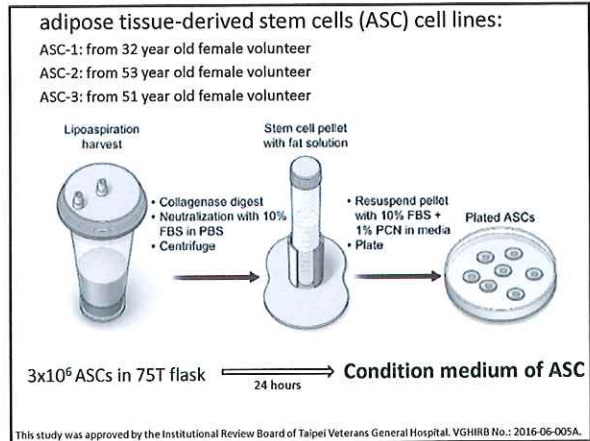 adipose tissue-derived stem cells (ASC) cell lines:
ASC-1: from 32 year old female volunteer
ASC-2: from 53 year old female volunteer
ASC-3: from 51 year old female volunteer
Lipoaspiration
harvest
• Collagenase digest
• Neutralization with 10%
FBS in PBS
• Centrifuge
Stem cell pellet
with fat solution
• Resuspend pellet
with 10% FBS +
1% PCN in media
• Plate
Plated ASCs
3x10⁶ ASCs in 75T flask
24 hours
Condition medium of ASC
This study was approved by the Institutional Review Board of Taipei Veterans General Hospital. VGHIRB No.: 2016-06-005A.